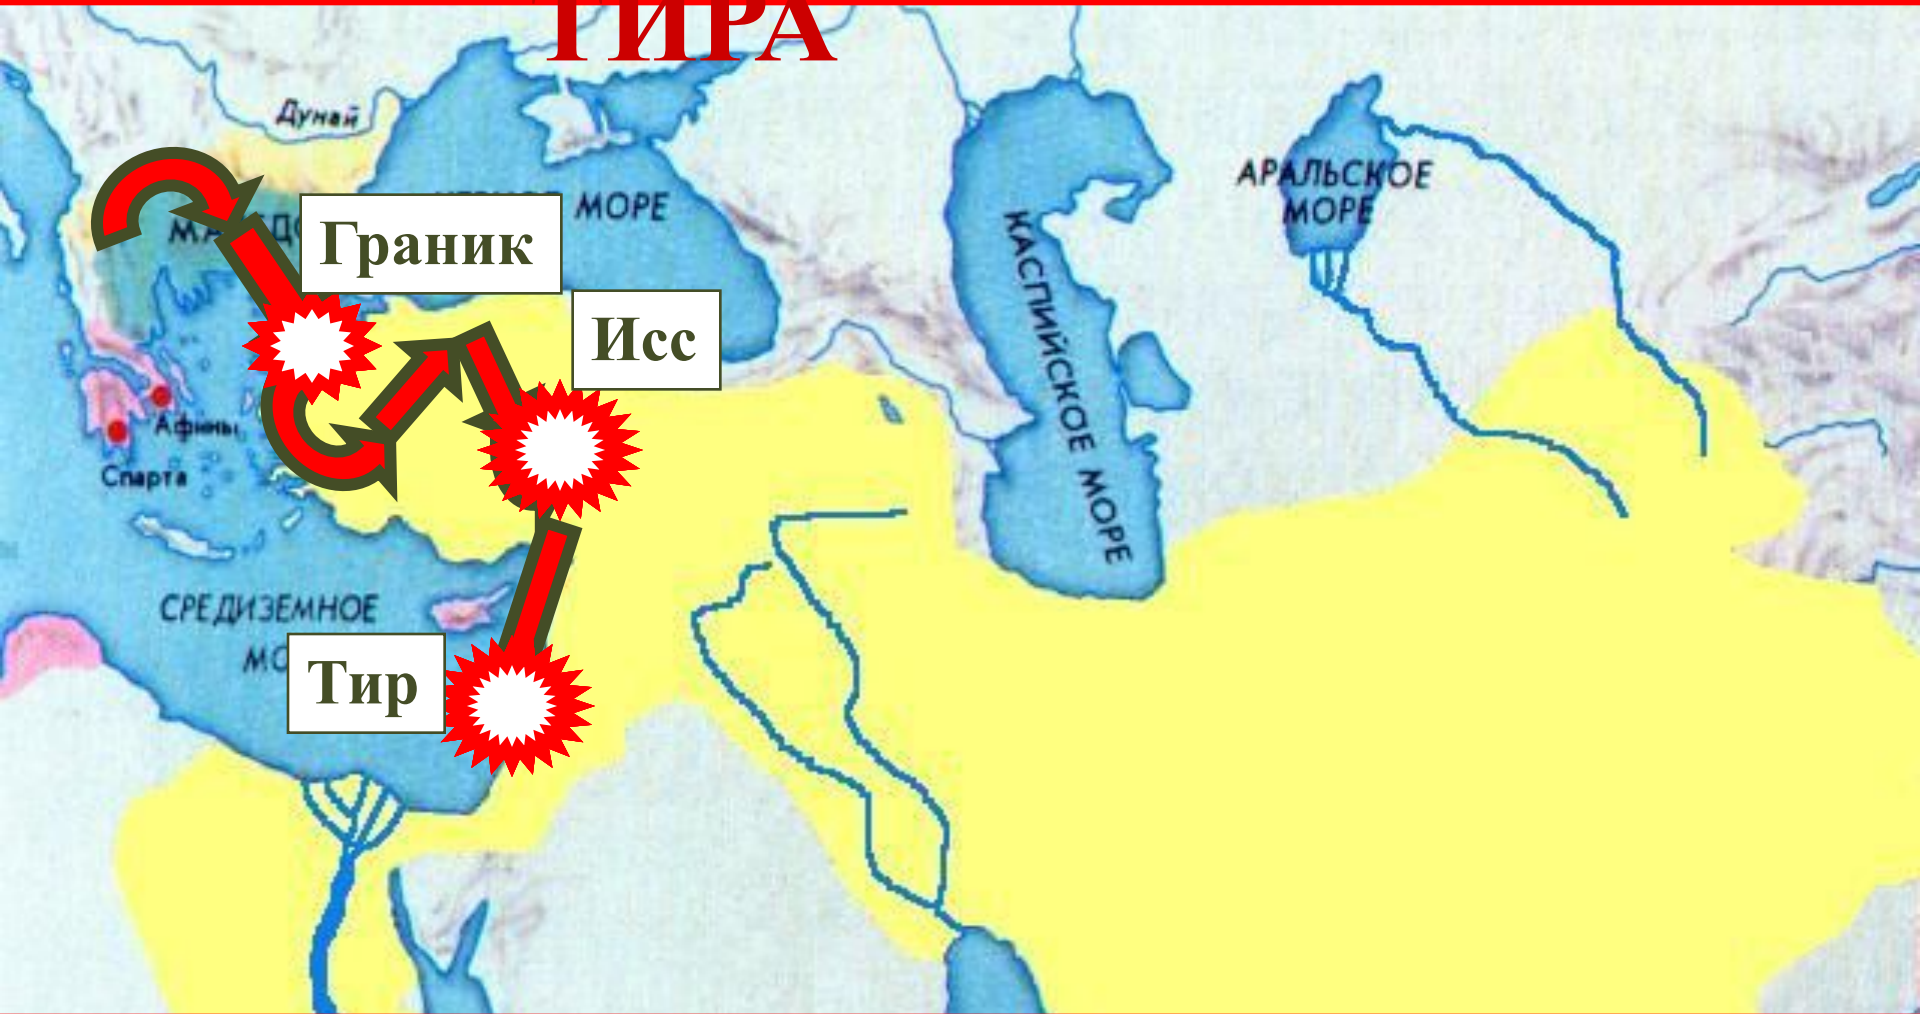 ТИРА
Дунай
МОРЕ
Граник
Исс
АРАЛЬСКОЕ
МОРЕ
КАСПИЙСКОЕ МОРЕ
Афины
Спарта
СРЕДИЗЕМНОЕ
Тир